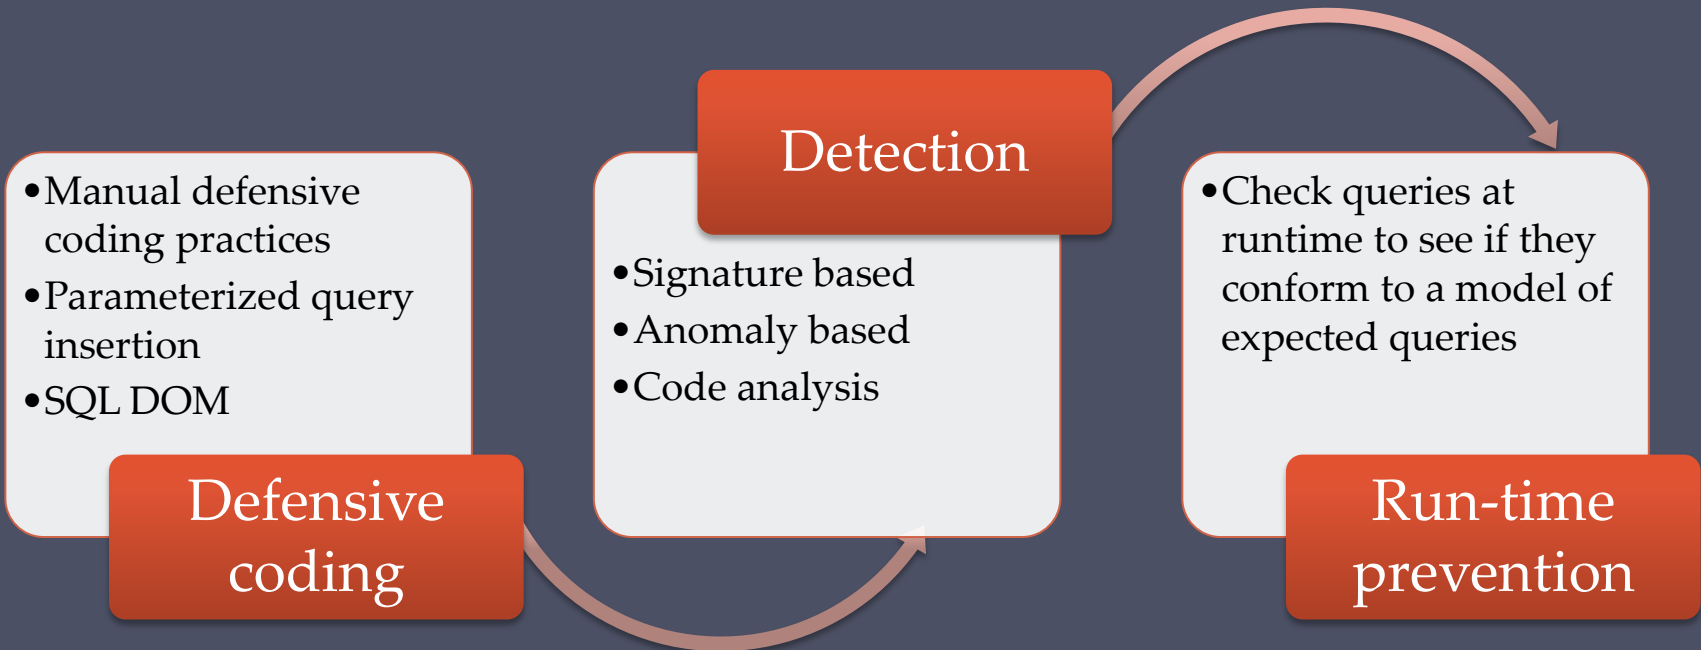 •Manual defensive
coding practices
•Parameterized query
insertion
•SQL DOM
Defensive
coding
Detection
•Signature based
•Anomaly based
•Code analysis
•Check queries at
runtime to see if they
conform to a model of
expected queries
Run-time
prevention